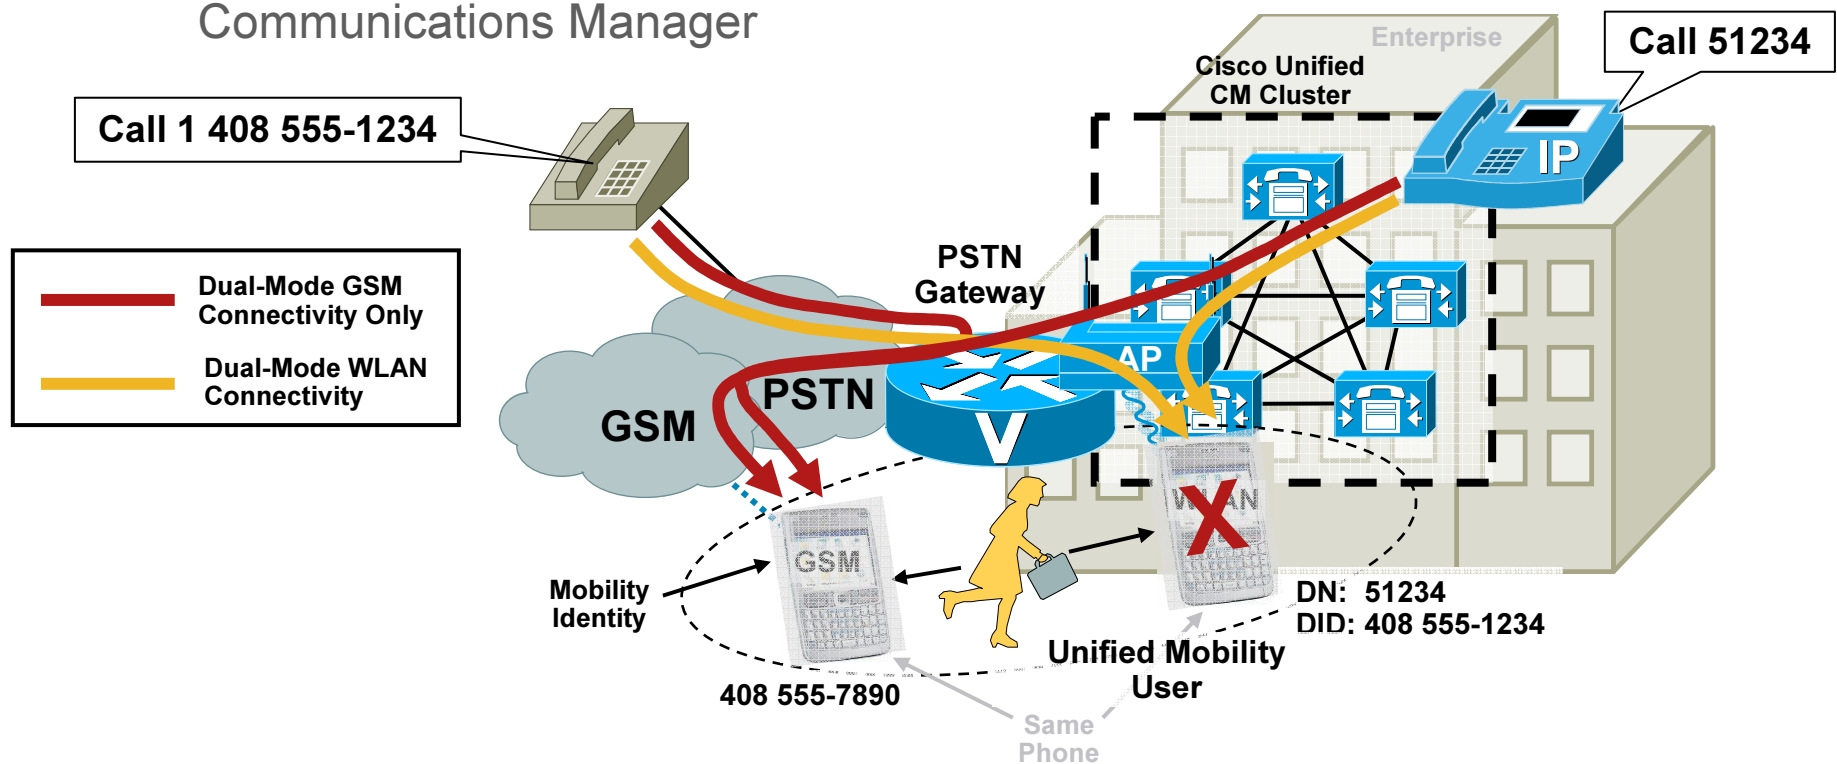 Communications Manager
Enterprise
Call 51234
Cisco Unified
CM Cluster
Call 1 408 555-1234
IP
PSTN
Gateway
Dual-Mode GSM
Connectivity Only
Dual-Mode WLAN
Connectivity
AP
PSTN
GSM
V
WLAN
X
GSM
Mobility
Identity
DN: 51234
DID: 408 555-1234
Unified Mobility
User
408 555-7890
Same
Phone